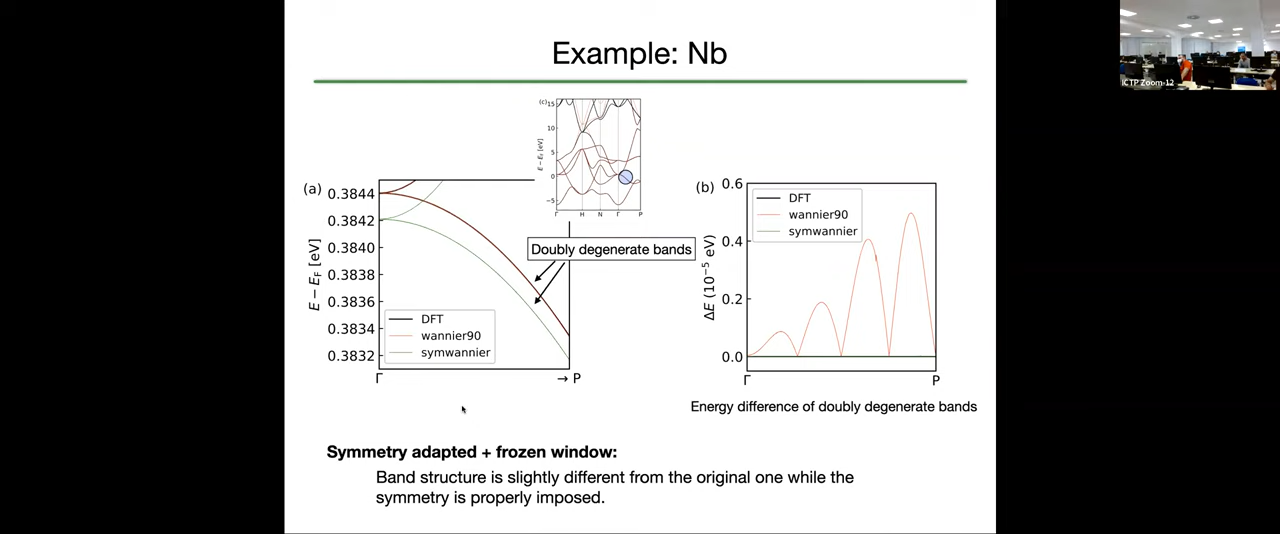 Example: Nb
ICTP Zoom-12
(c)
15
10
5
0
−5
E − EF [eV]
Γ H N Γ P
(a)
0.3844
0.3842
0.3840
0.3838
0.3836
0.3834
0.3832
E − EF [eV]
Doubly degenerate bands
DFT
wannier90
symwannier
Γ → P
(b)
0.6
0.4
0.2
0.0
ΔE (10⁻⁵ eV)
DFT
wannier90
symwannier
Γ P
Energy difference of doubly degenerate bands
Symmetry adapted + frozen window:
Band structure is slightly different from the original one while the
symmetry is properly imposed.